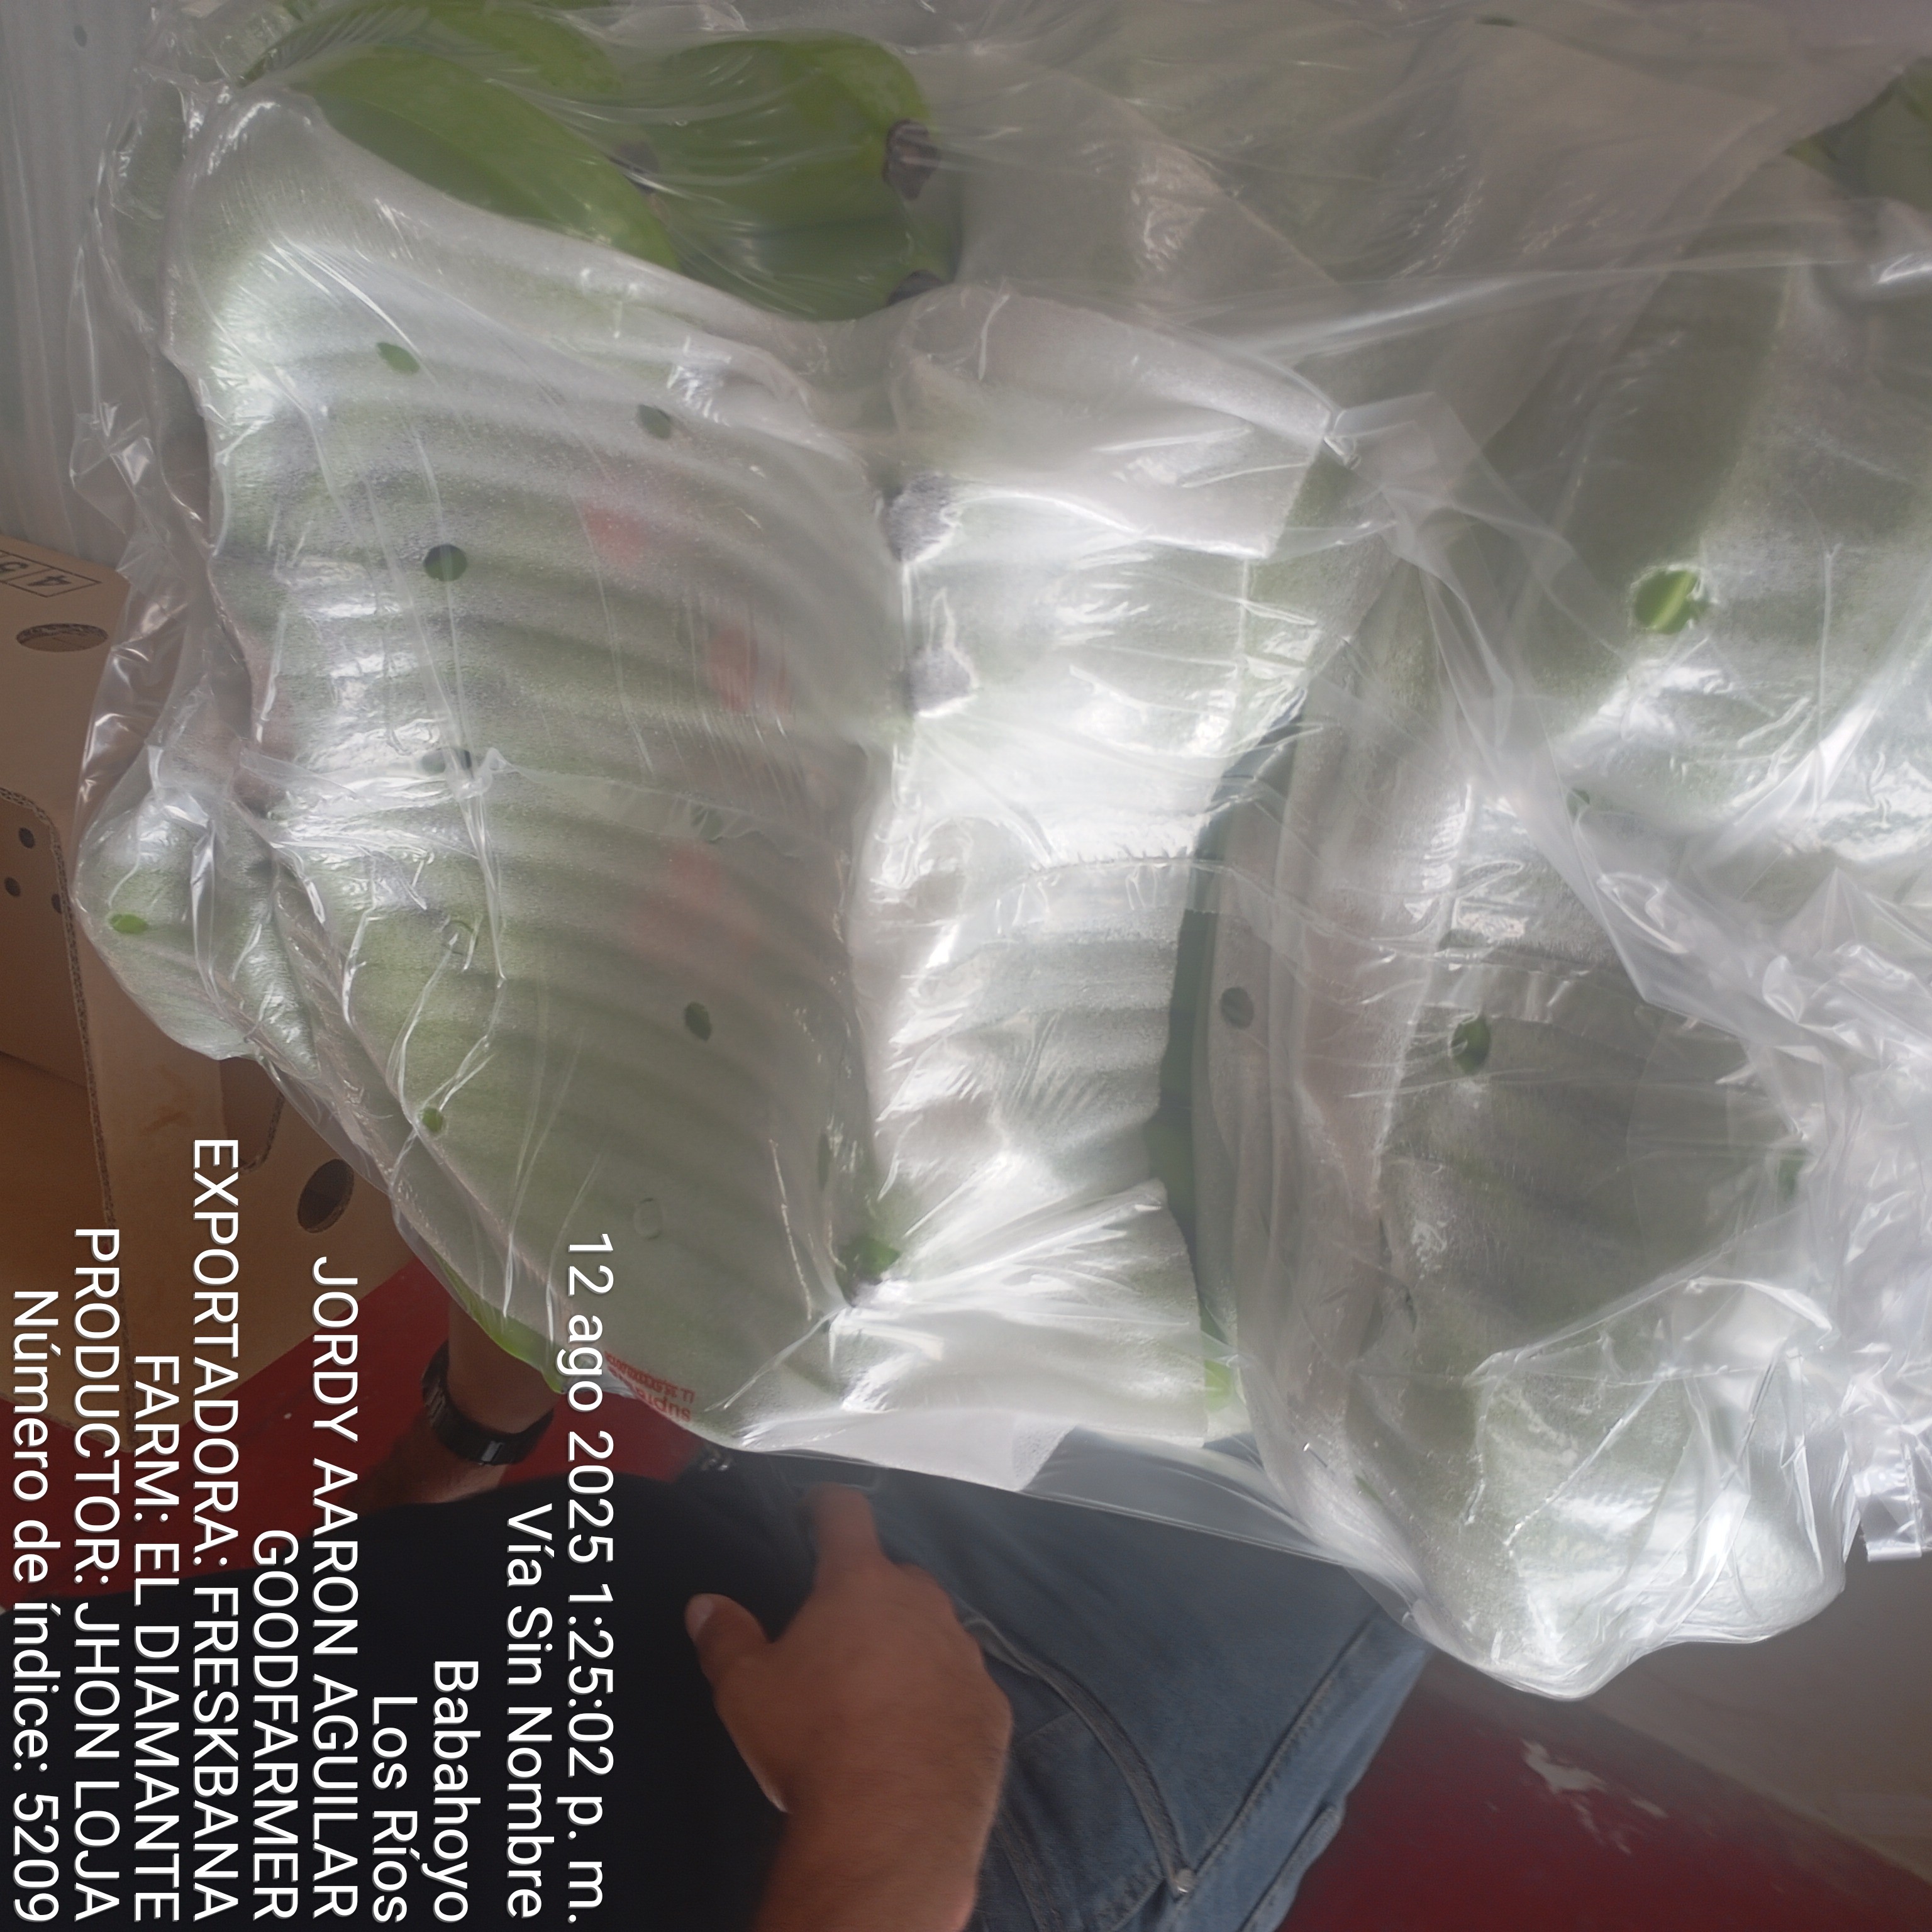 12 ago 2025 1:25:02 p. m.
Vía Sin Nombre
Babahoyo
Los Ríos
JORDY AARON AGUILAR
GOODFARMER
EXPORTADORA: FRESKBANA
FARM: EL DIAMANTE
PRODUCTOR: JHON LOJA
Número de índice: 5209